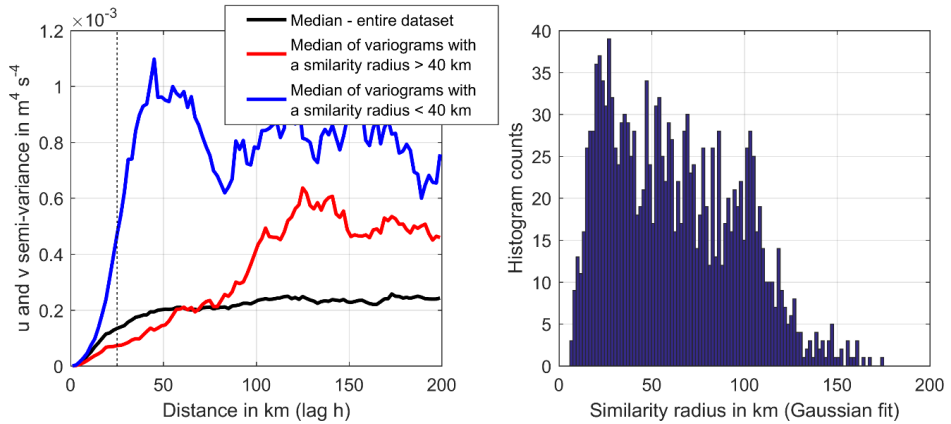 ×10⁻³
Median - entire dataset
Median of variograms with
a smilarity radius > 40 km
Median of variograms with
a smilarity radius < 40 km
u and v semi-variance in m⁴ s⁻⁴
1.2
1
0.8
0.6
0.4
0.2
0
0 50 100 150 200
Distance in km (lag h)
Histogram counts
40
35
30
25
20
15
10
5
0
0 50 100 150 200
Similarity radius in km (Gaussian fit)